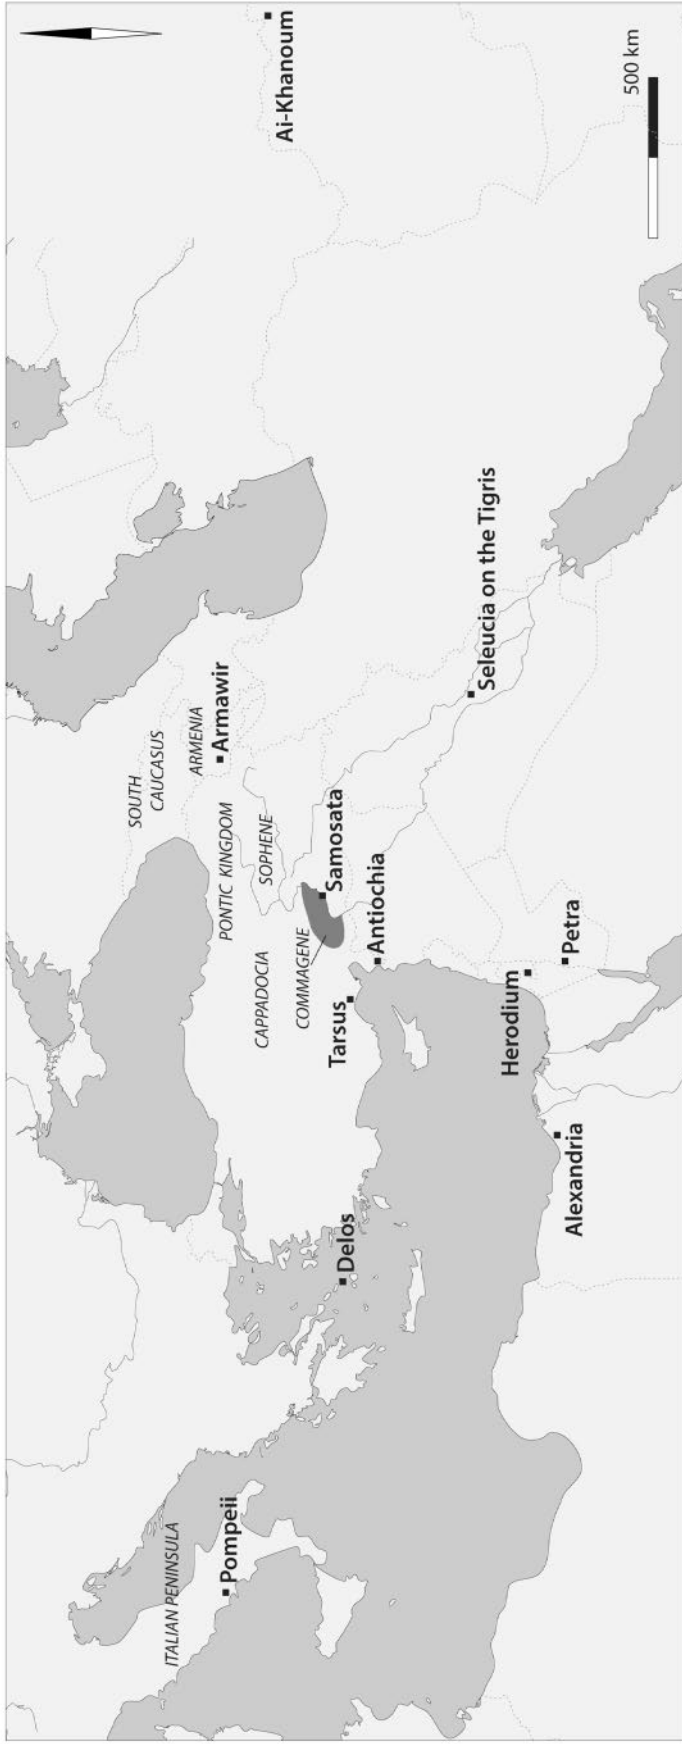 ITALIAN PENINSULA
Pompeii
Delos
Alexandria
Tarsus
Herodium
Petra
Antiochia
CAPPADOCIA
COMMAGENE
Samosata
PONTIC KINGDOM
SOPHENE
SOUTH
CAUCASUS
ARMENIA
Armawir
Seleucia on the Tigris
Ai-Khanoum
500 km